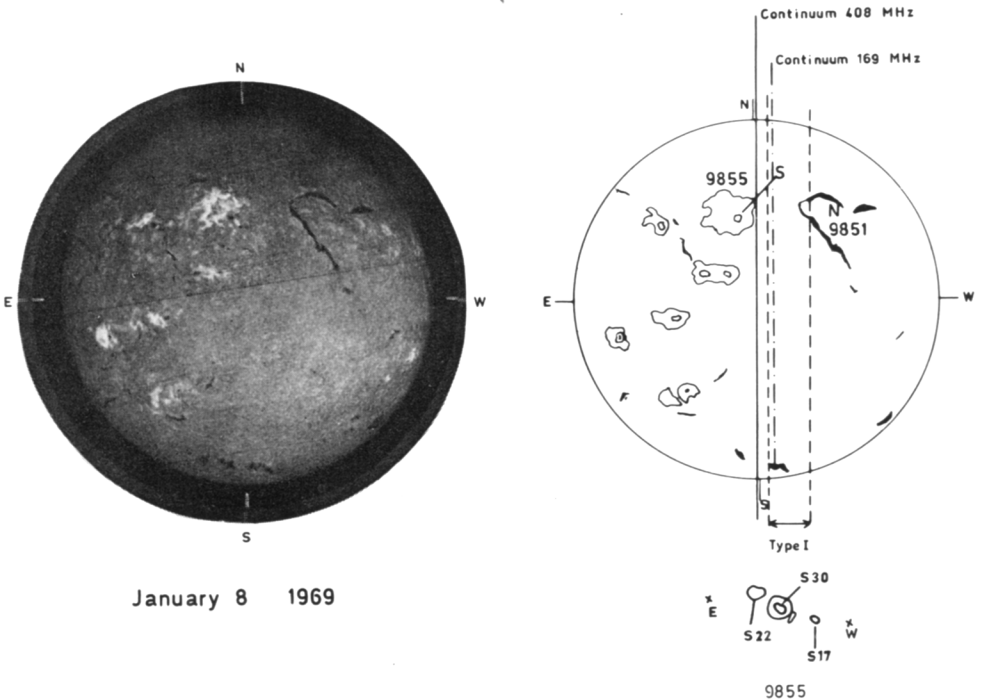 N
E
W
S
January 8 1969
Continuum 408 MHz
Continuum 169 MHz
N
9855
S
N
9851
E
W
F
S
Type I
S30
E
S22
W
S17
9855